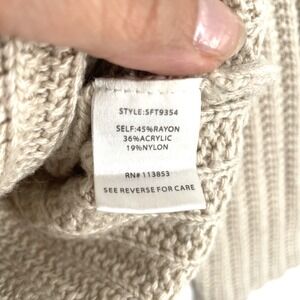 STYLE:SFT9354
SELF:45%RAYON
36%ACRYLIC
19%NYLON
RN# 113853
SEE REVERSE FOR CARE